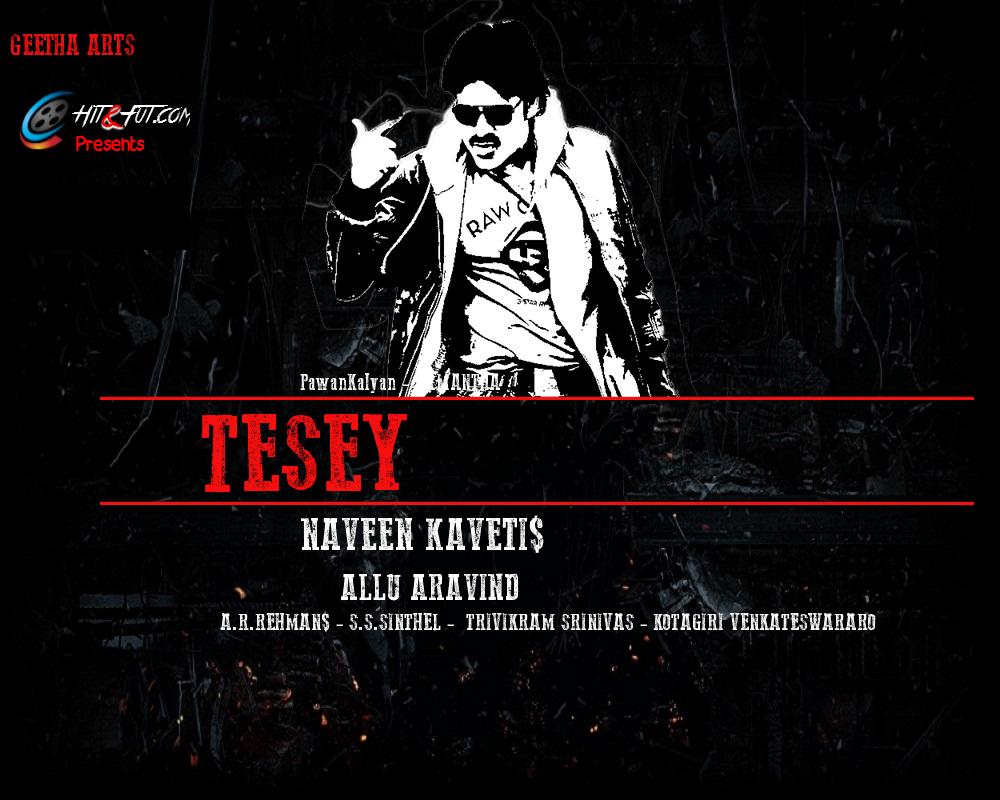 GEETHA ARTS
HIT&FUT.COM
Presents
RAW
PawanKalyan -
TESEY
NAVEEN KAVETI$
ALLU ARAVIND
A.R.REHMAN$ - S.S.SINTHEL - TRIVIKRAM SRINIVAS - KOTAGIRI VENKATESWARARO